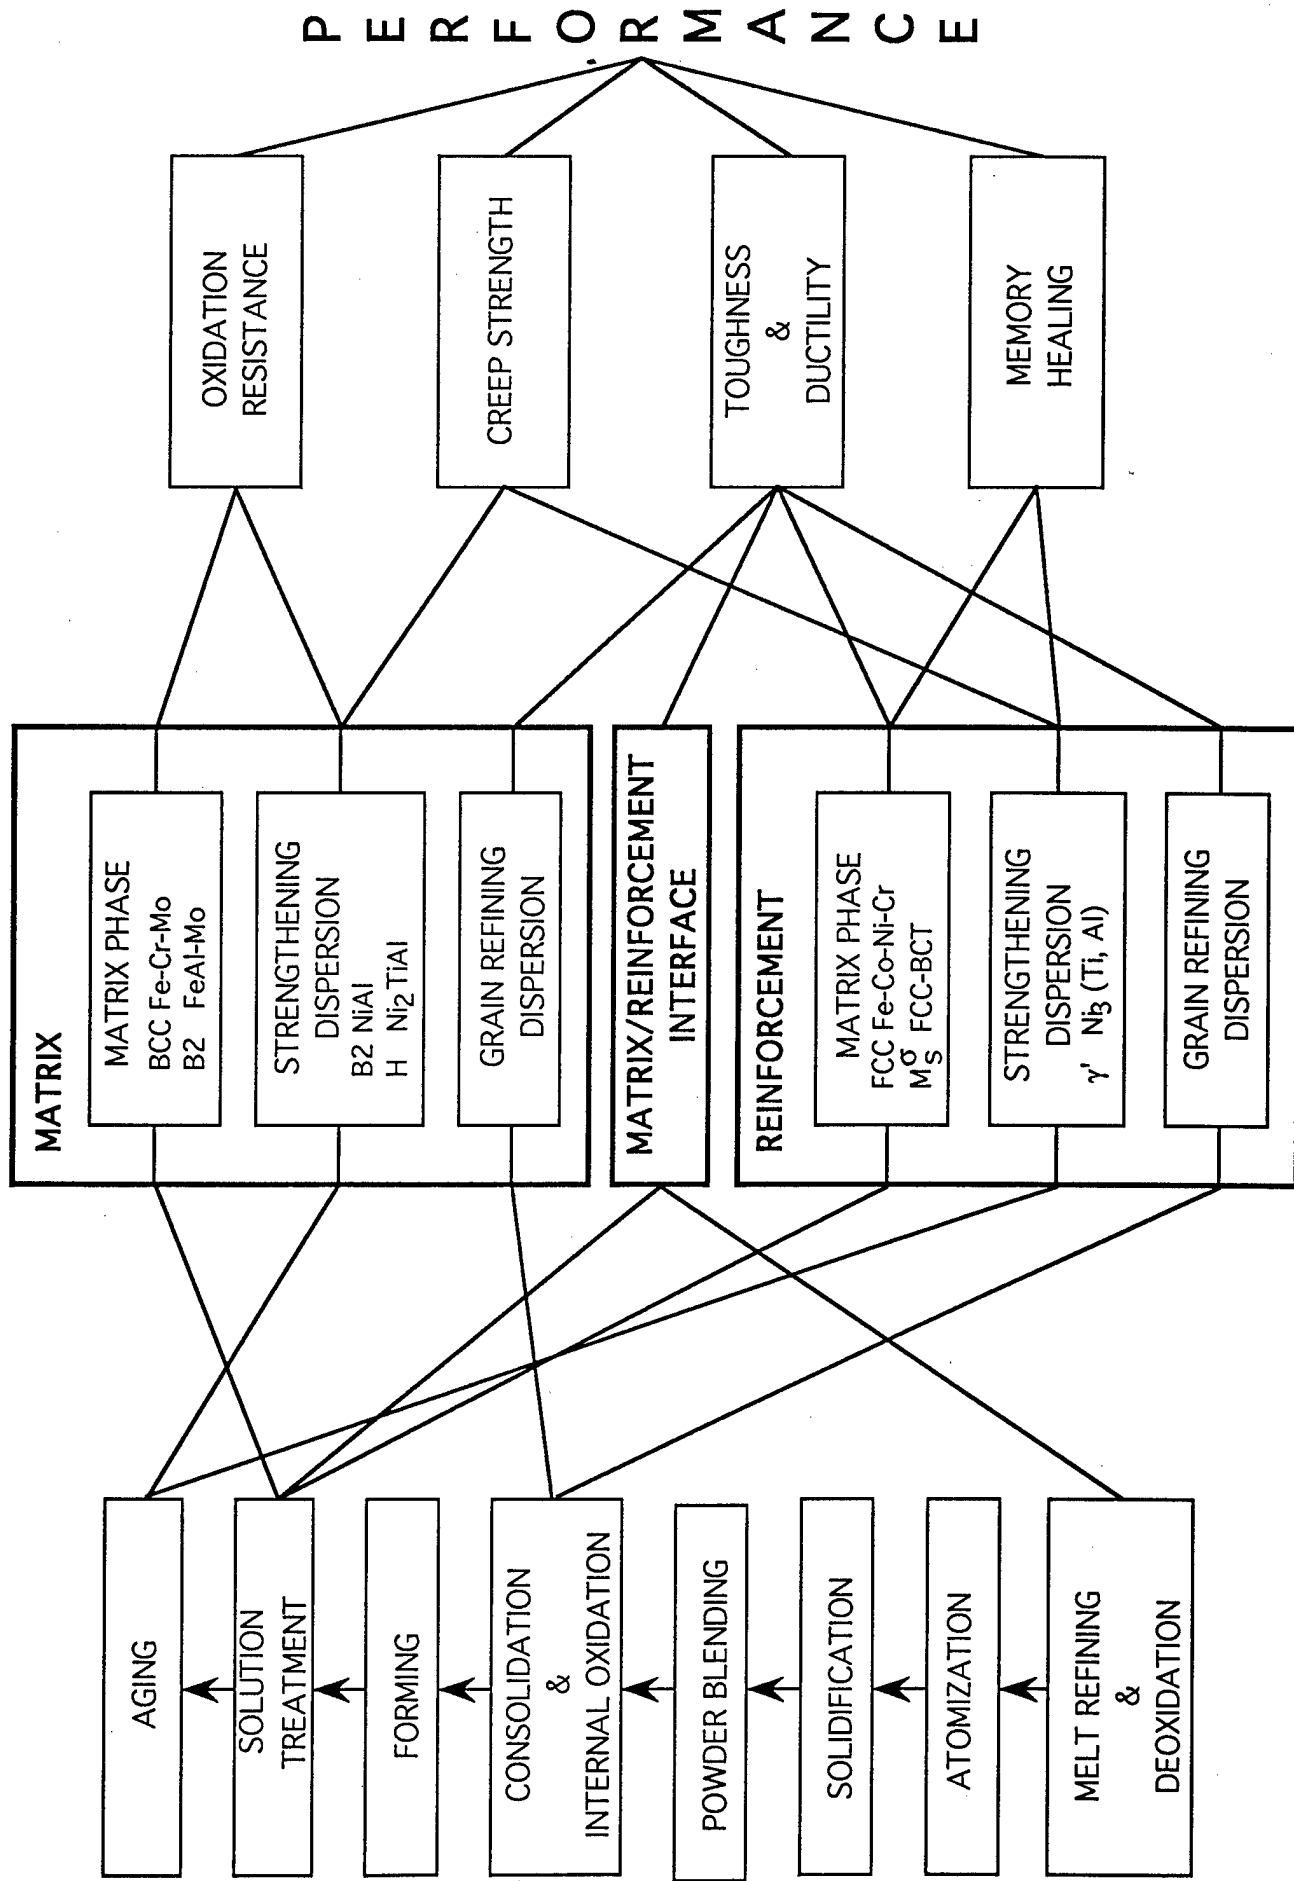 AGING
SOLUTION
TREATMENT
FORMING
CONSOLIDATION
&
INTERNAL OXIDATION
POWDER BLENDING
SOLIDIFICATION
ATOMIZATION
MELT REFINING
&
DEOXIDATION
MATRIX
MATRIX PHASE
BCC Fe-Cr-Mo
B2 FeAl-Mo
STRENGTHENING
DISPERSION
B2 NiAl
H Ni₂TiAl
GRAIN REFINING
DISPERSION
MATRIX/REINFORCEMENT
INTERFACE
REINFORCEMENT
MATRIX PHASE
FCC Fe-Co-Ni-Cr
Mₛ^σ FCC-BCT
STRENGTHENING
DISPERSION
γ' Ni₃ (Ti, Al)
GRAIN REFINING
DISPERSION
OXIDATION
RESISTANCE
CREEP STRENGTH
TOUGHNESS
&
DUCTILITY
MEMORY
HEALING
PERFORMANCE